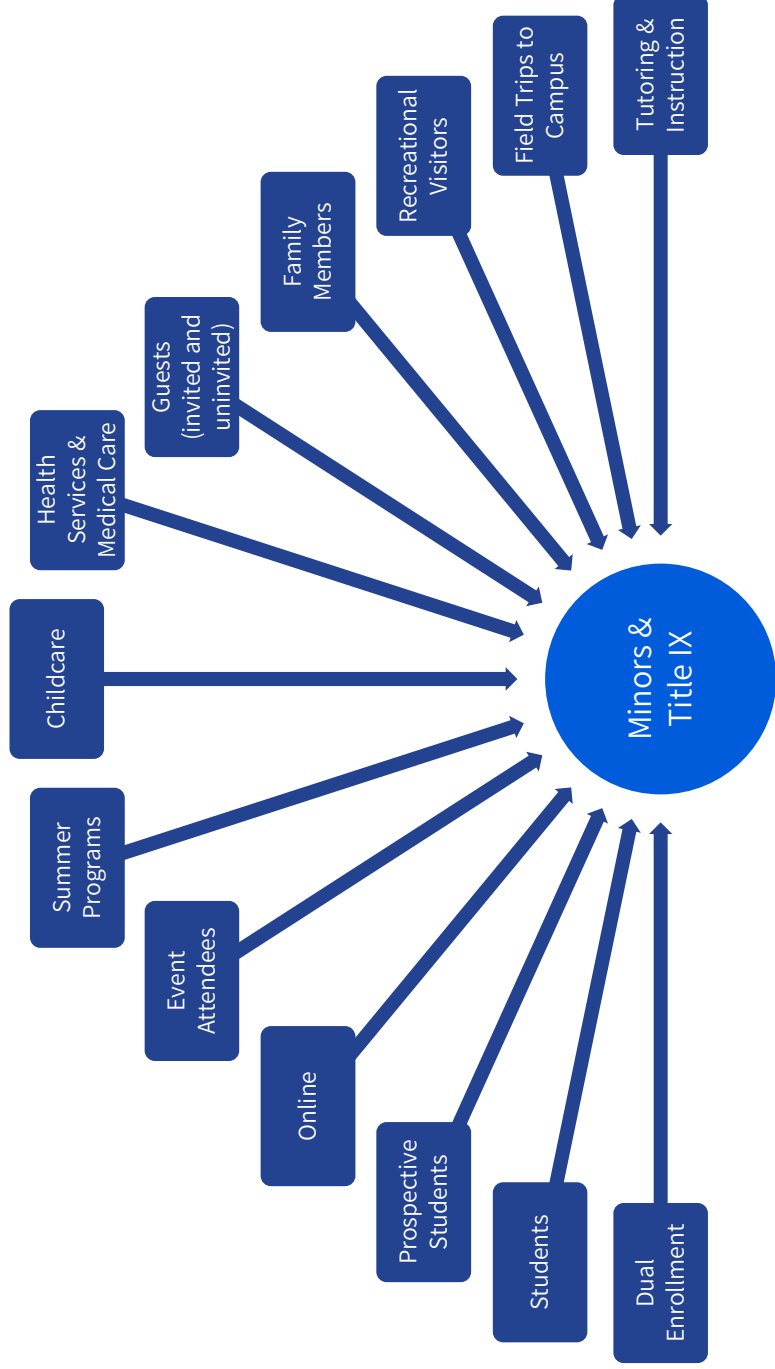 Dual
Enrollment
Students
Prospective
Students
Online
Event
Attendees
Summer
Programs
Childcare
Health
Services &
Medical Care
Guests
(invited and
uninvited)
Family
Members
Recreational
Visitors
Field Trips to
Campus
Tutoring &
Instruction
Minors &
Title IX